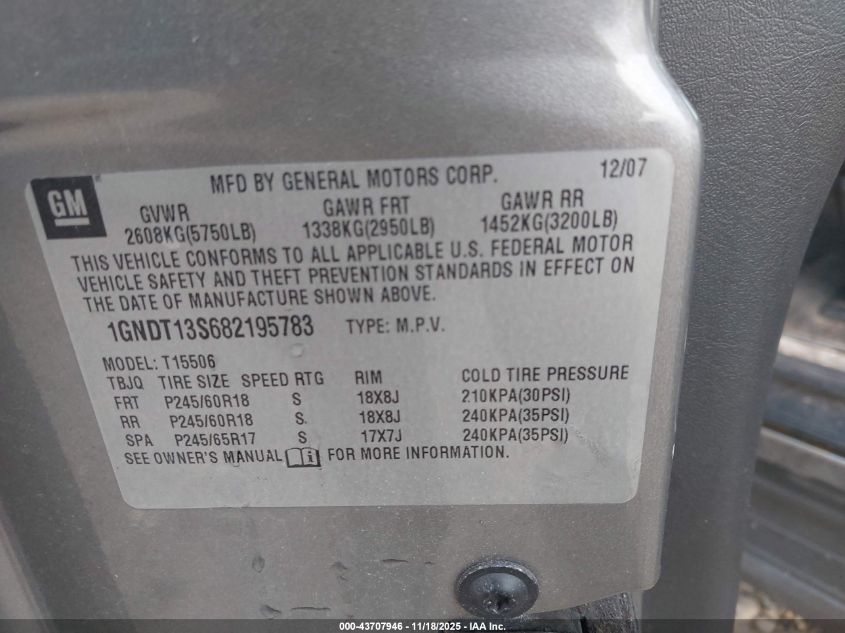 GM
MFD BY GENERAL MOTORS CORP. 12/07
GVWR GAWR FRT GAWR RR
2608KG(5750LB) 1338KG(2950LB) 1452KG(3200LB)
THIS VEHICLE CONFORMS TO ALL APPLICABLE U.S. FEDERAL MOTOR
VEHICLE SAFETY AND THEFT PREVENTION STANDARDS IN EFFECT ON
THE DATE OF MANUFACTURE SHOWN ABOVE.
1GNDT13S682195783 TYPE: M.P.V.
MODEL: T15506
TBJQ TIRE SIZE SPEED RTG RIM COLD TIRE PRESSURE
FRT P245/60R18 S 18X8J 210KPA(30PSI)
RR P245/60R18 S. 18X8J 240KPA(35PSI)
SPA P245/65R17 S 17X7J 240KPA(35PSI)
SEE OWNER'S MANUAL FOR MORE INFORMATION.
000-43707946 - 11/18/2025 - IAA Inc.